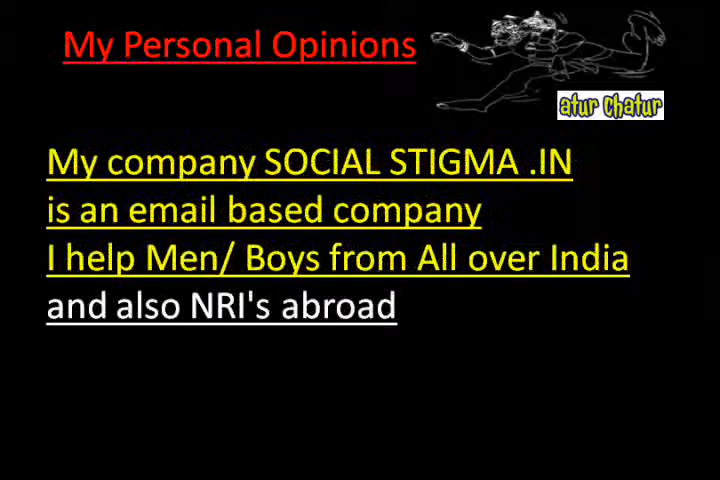 My Personal Opinions
atur chatur
My company SOCIAL STIGMA .IN
is an email based company
I help Men/ Boys from All over India
and also NRI's abroad